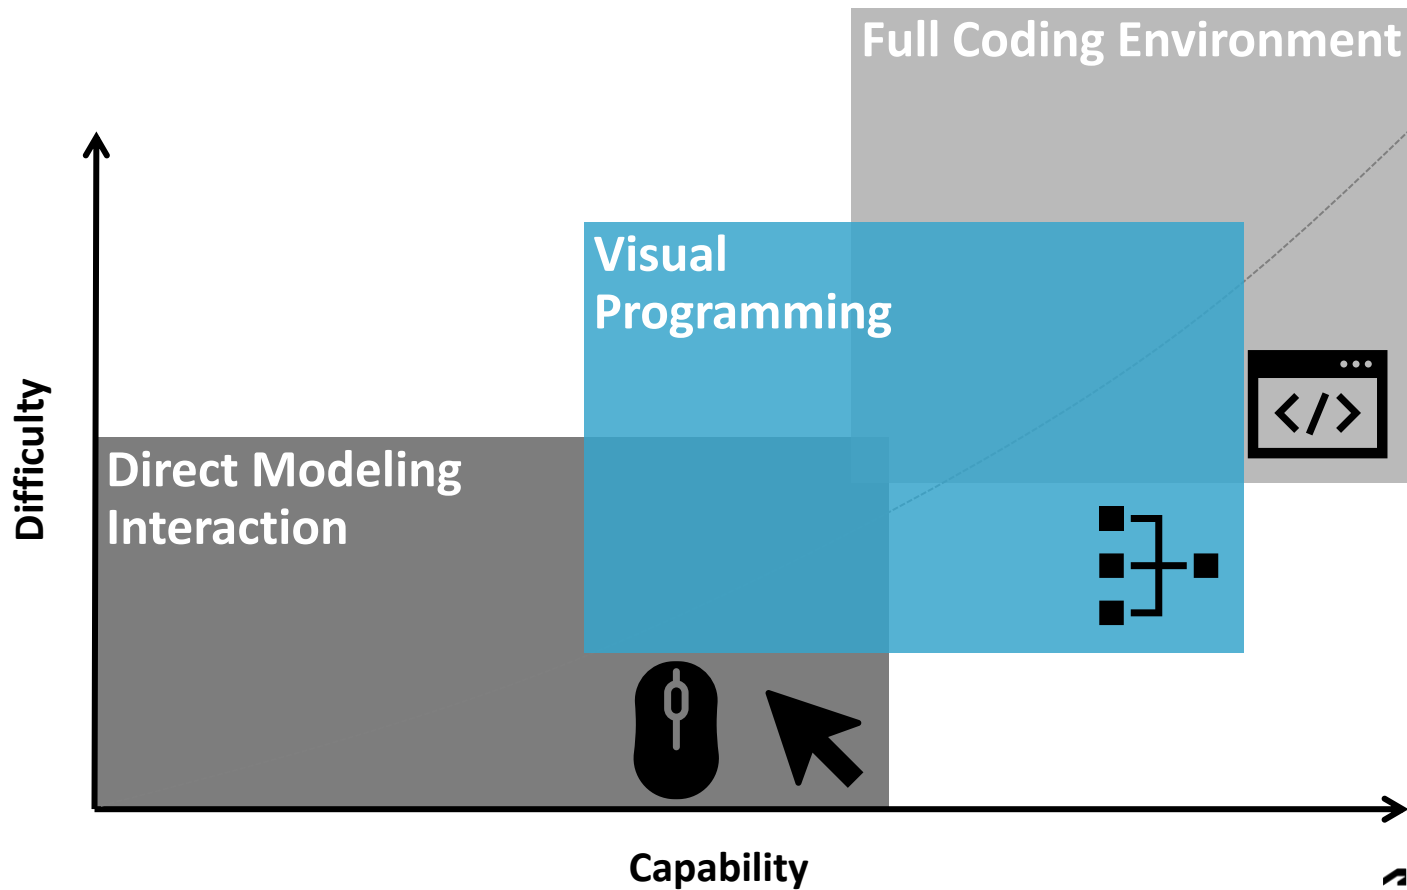 Full Coding Environment
Visual
Programming
Direct Modeling
Interaction
Difficulty
</>
Capability